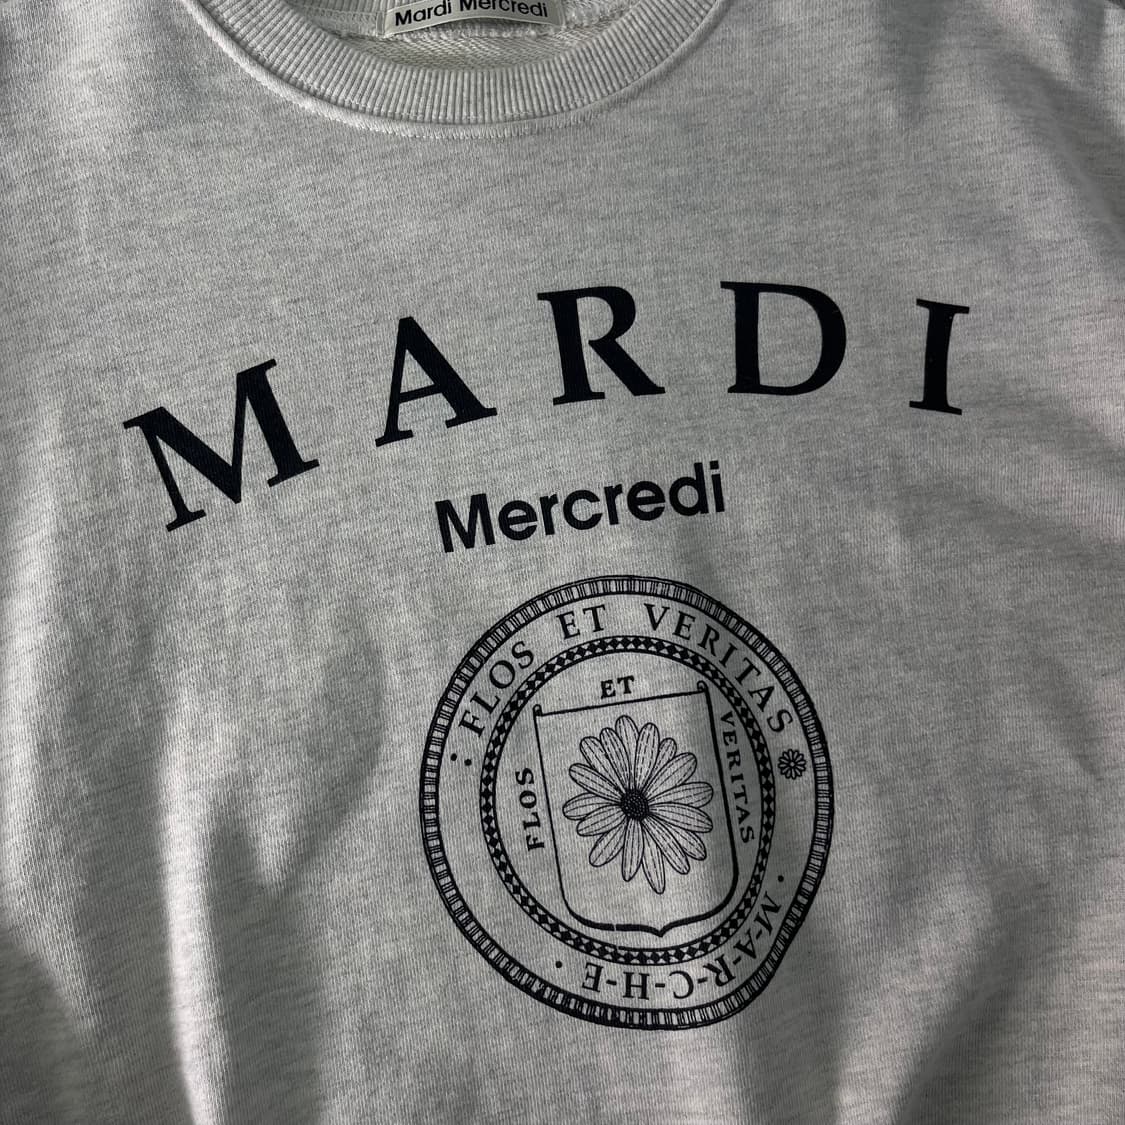 Mardi Mercredi
MARDI
Mercredi
FLOS ET VERITAS
ET
FLOS
VERITAS
M-A-R-C-H-E